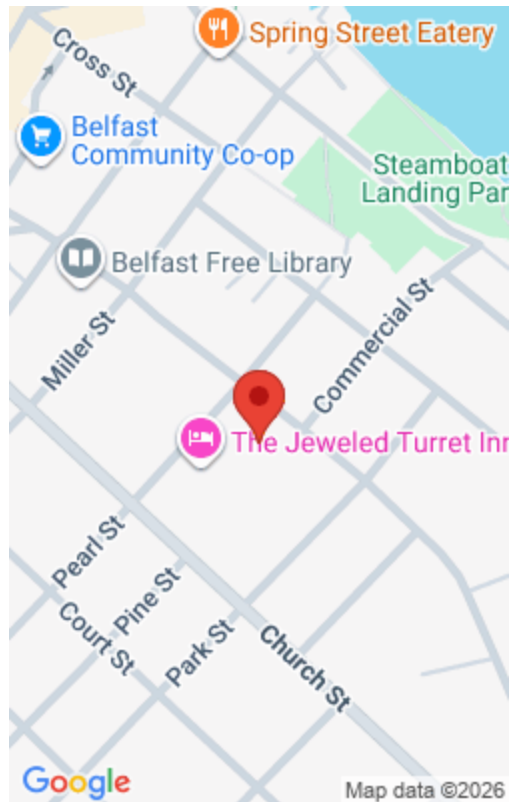 Spring Street Eatery
Cross St
Belfast
Community Co-op
Steamboat
Landing Par
Belfast Free Library
Commercial St
Miller St
The Jeweled Turret Inn
Pearl St
Pine St
Court St
Park St
Church St
Google
Map data ©2026